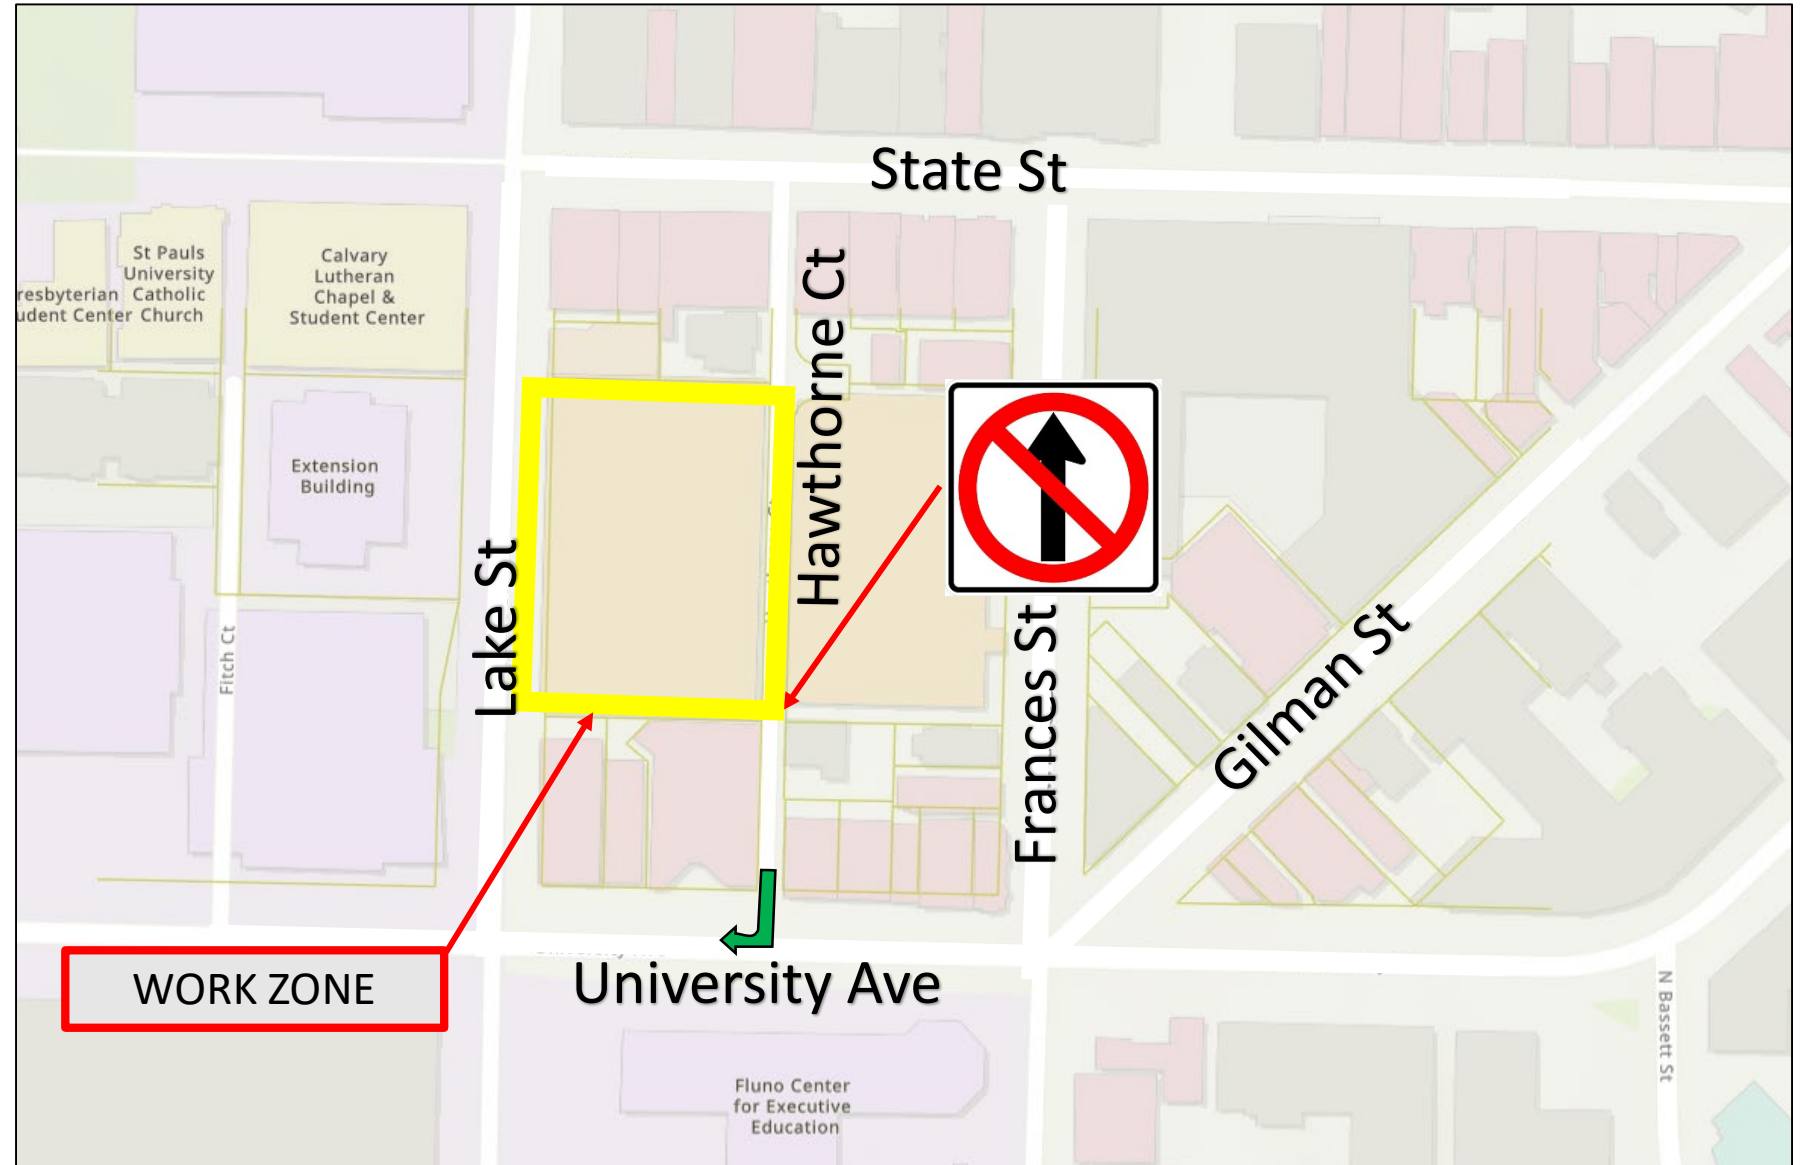 State St
St Pauls
University
Catholic
Church
resbyterian
udent Center
Calvary
Lutheran
Chapel &
Student Center
Hawthorne Ct
Extension
Building
Lake St
Fitch Ct
Frances St
Gilman St
WORK ZONE
University Ave
N Bassett St
Fluno Center
for Executive
Education